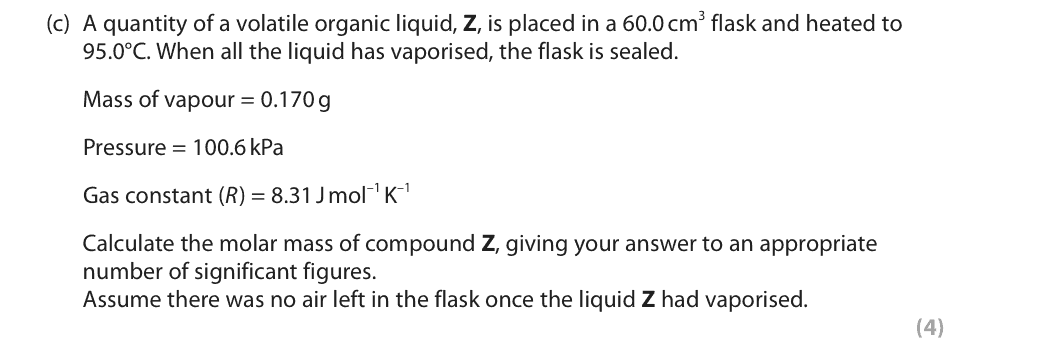 (c) A quantity of a volatile organic liquid, Z, is placed in a 60.0 cm³ flask and heated to
95.0°C. When all the liquid has vaporised, the flask is sealed.
Mass of vapour = 0.170 g
Pressure = 100.6 kPa
Gas constant (R) = 8.31 J mol⁻¹ K⁻¹
Calculate the molar mass of compound Z, giving your answer to an appropriate
number of significant figures.
Assume there was no air left in the flask once the liquid Z had vaporised.
(4)